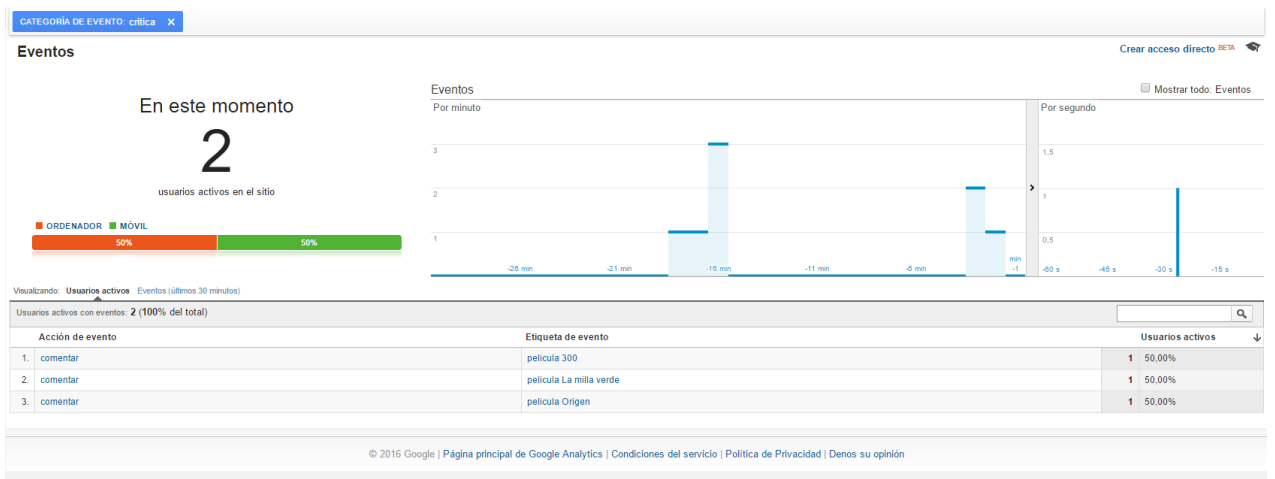 CATEGORÍA DE EVENTO: critica X
Eventos
Crear acceso directo BETA
En este momento
2
usuarios activos en el sitio
ORDENADOR MÓVIL
50% 50%
Eventos
Mostrar todo: Eventos
Por minuto
3
2
1
-26 min -21 min -16 min -11 min -6 min min -1
Por segundo
1,5
1
0,5
-60 s -45 s -30 s -15 s
Visualizando: Usuarios activos Eventos (últimos 30 minutos)
Usuarios activos con eventos: 2 (100% del total)
Acción de evento Etiqueta de evento Usuarios activos
1. comentar pelicula 300 1 50,00%
2. comentar pelicula La milla verde 1 50,00%
3. comentar pelicula Origen 1 50,00%
© 2016 Google | Página principal de Google Analytics | Condiciones del servicio | Política de Privacidad | Denos su opinión